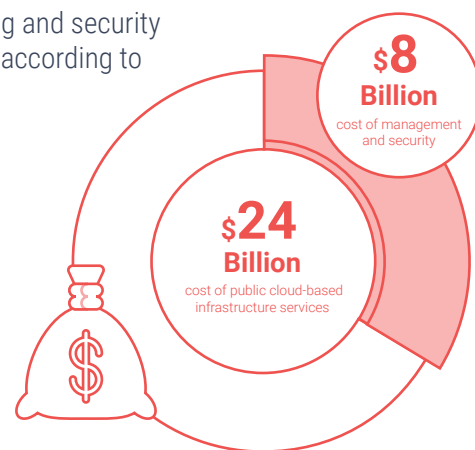 g and security
according to
$8
Billion
cost of management
and security
$24
Billion
cost of public cloud-based
infrastructure services
$